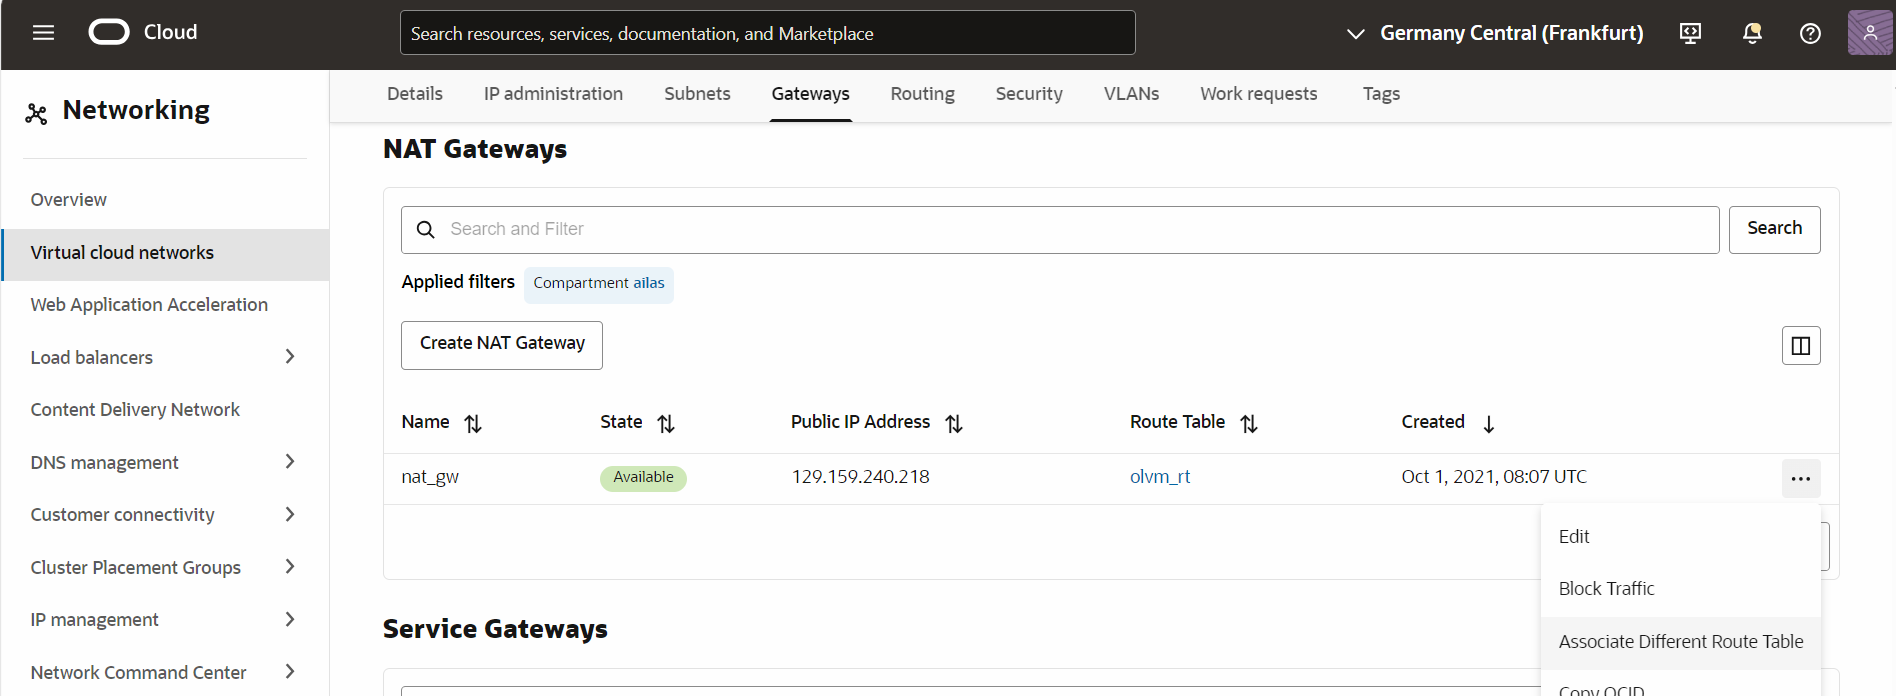 Cloud
Search resources, services, documentation, and Marketplace
Germany Central (Frankfurt)
Networking
Overview
Virtual cloud networks
Web Application Acceleration
Load balancers
Content Delivery Network
DNS management
Customer connectivity
Cluster Placement Groups
IP management
Network Command Center
Details IP administration Subnets Gateways Routing Security VLANs Work requests Tags
NAT Gateways
Search and Filter
Search
Applied filters Compartment ailas
Create NAT Gateway
Name State Public IP Address Route Table Created
nat_gw Available 129.159.240.218 olvm_rt Oct 1, 2021, 08:07 UTC
Edit
Block Traffic
Associate Different Route Table
Copy OCID
Service Gateways